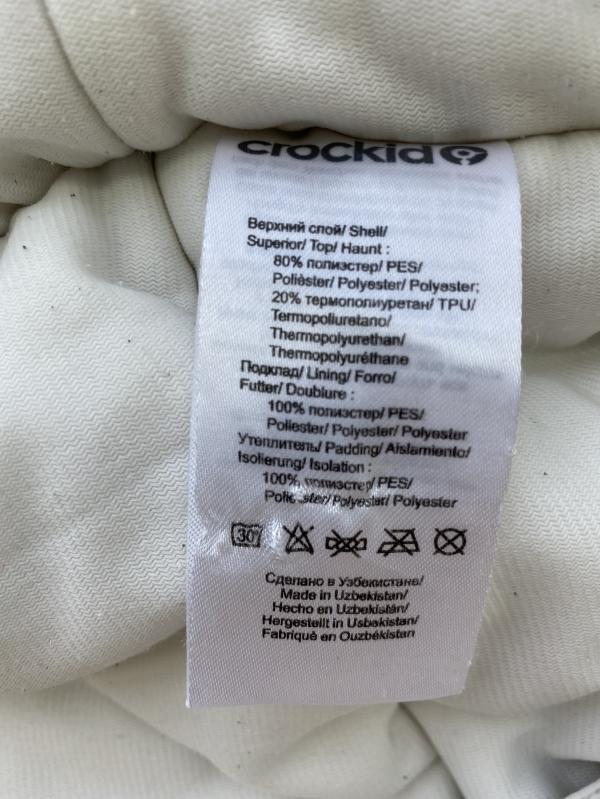 crockid
Верхний слой/ Shell/
Superior/ Top/ Haunt :
80% полиэстер/ PES/
Polièster/ Polyester/ Polyester;
20% термополиуретан/ TPU/
Termopoliuretano/
Thermopolyurethan/
Thermopolyuréthane
Подклад/ Lining/ Forro/
Futter/ Doublure :
100% полиэстер/ PES/
Poliester/ Polyester/ Polyester
Утеплитель/ Padding/ Aislamiento/
Isolierung/ Isolation :
100% полиэстер/ PES/
Poliester/ Polyester/ Polyester
30
Сделано в Узбекистане/
Made in Uzbekistan/
Hecho en Uzbekistán/
Hergestellt in Usbekistan/
Fabriquè en Ouzbékistan